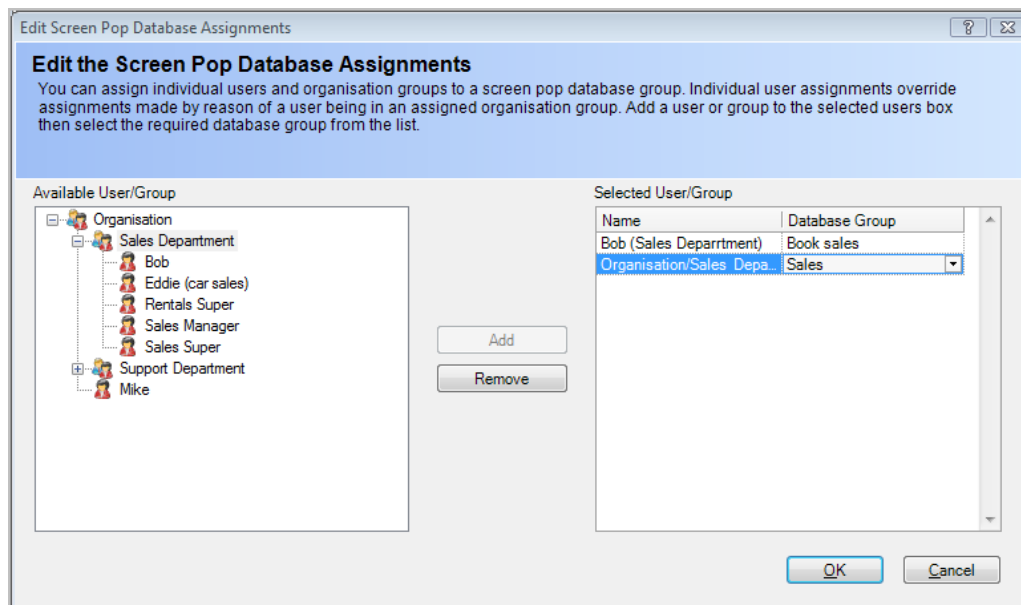 Edit Screen Pop Database Assignments
Edit the Screen Pop Database Assignments
You can assign individual users and organisation groups to a screen pop database group. Individual user assignments override
assignments made by reason of a user being in an assigned organisation group. Add a user or group to the selected users box
then select the required database group from the list.
Available User/Group
Organisation
Sales Department
Bob
Eddie (car sales)
Rentals Super
Sales Manager
Sales Super
Support Department
Mike
Add
Remove
Selected User/Group
Name Database Group
Bob (Sales Deparrtment) Book sales
Organisation/Sales Depa... Sales
OK Cancel